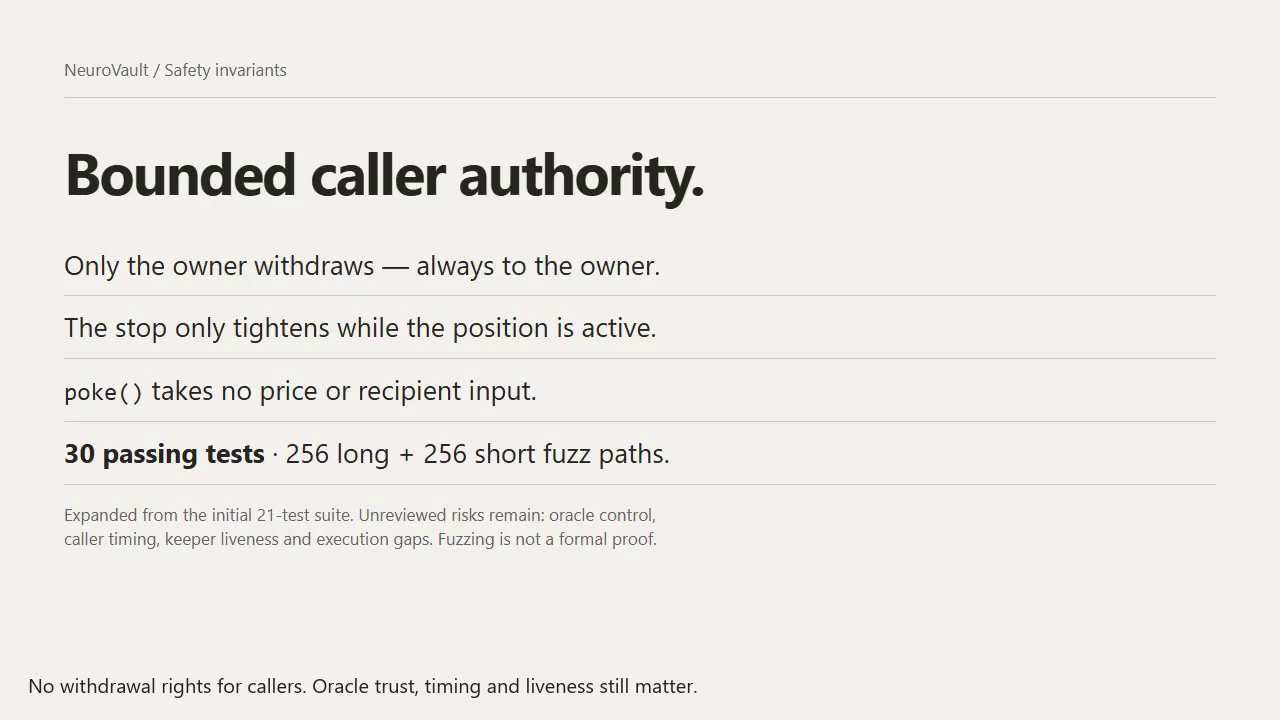 NeuroVault / Safety invariants
Bounded caller authority.
Only the owner withdraws — always to the owner.
The stop only tightens while the position is active.
poke() takes no price or recipient input.
30 passing tests · 256 long + 256 short fuzz paths.
Expanded from the initial 21-test suite. Unreviewed risks remain: oracle control,
caller timing, keeper liveness and execution gaps. Fuzzing is not a formal proof.
No withdrawal rights for callers. Oracle trust, timing and liveness still matter.